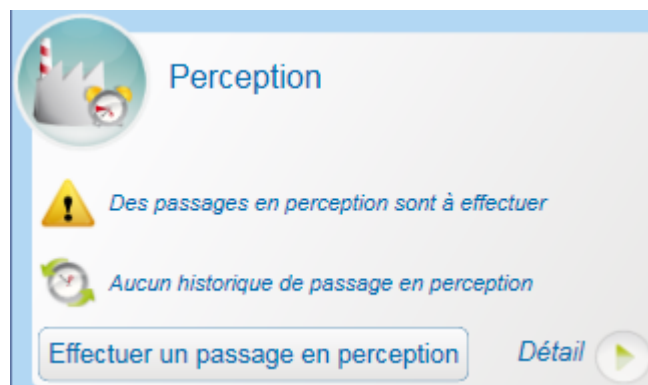 Perception
Des passages en perception sont à effectuer
Aucun historique de passage en perception
Effectuer un passage en perception
Détail